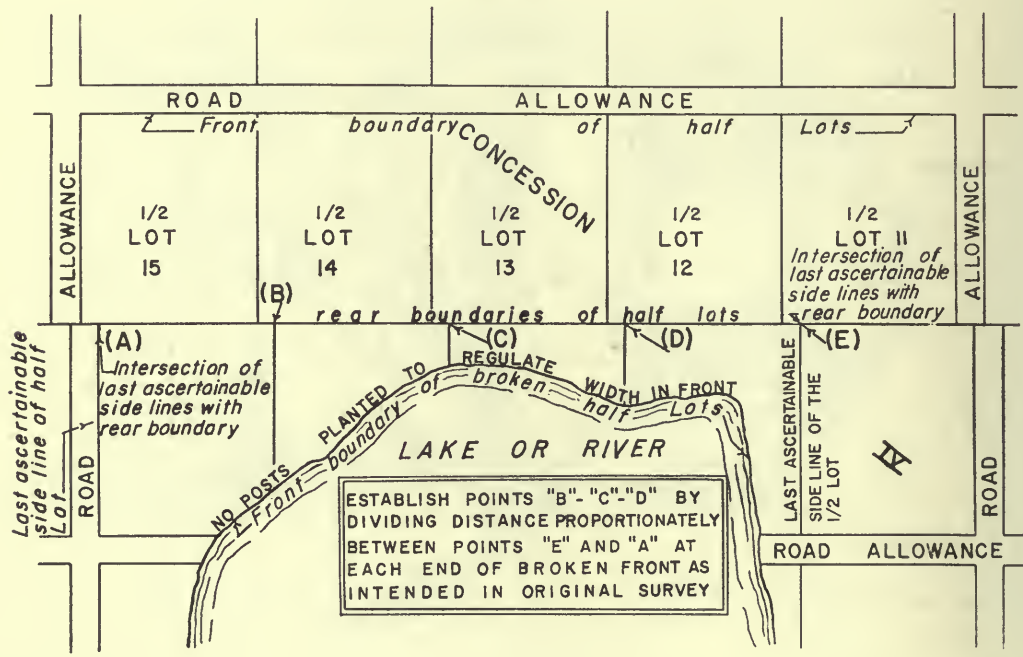 ROAD ALLOWANCE
Front boundary of half Lots
CONCESSION
ALLOWANCE
1/2
LOT
15
1/2
LOT
14
1/2
LOT
13
1/2
LOT
12
1/2
LOT 11
Intersection of
last ascertainable
side lines with
rear boundary
ALLOWANCE
(B)
rear boundaries of half lots
(A)
(C)
(D)
(E)
Last ascertainable
side line of half
Lot
ROAD
Intersection of
last ascertainable
side lines with
rear boundary
NO POSTS PLANTED TO REGULATE WIDTH IN FRONT
Front boundary of broken half Lots
LAKE OR RIVER
LAST ASCERTAINABLE
SIDE LINE OF THE
1/2 LOT
IV
ROAD
ESTABLISH POINTS "B"-"C"-"D" BY
DIVIDING DISTANCE PROPORTIONATELY
BETWEEN POINTS "E" AND "A" AT
EACH END OF BROKEN FRONT AS
INTENDED IN ORIGINAL SURVEY
ROAD ALLOWANCE